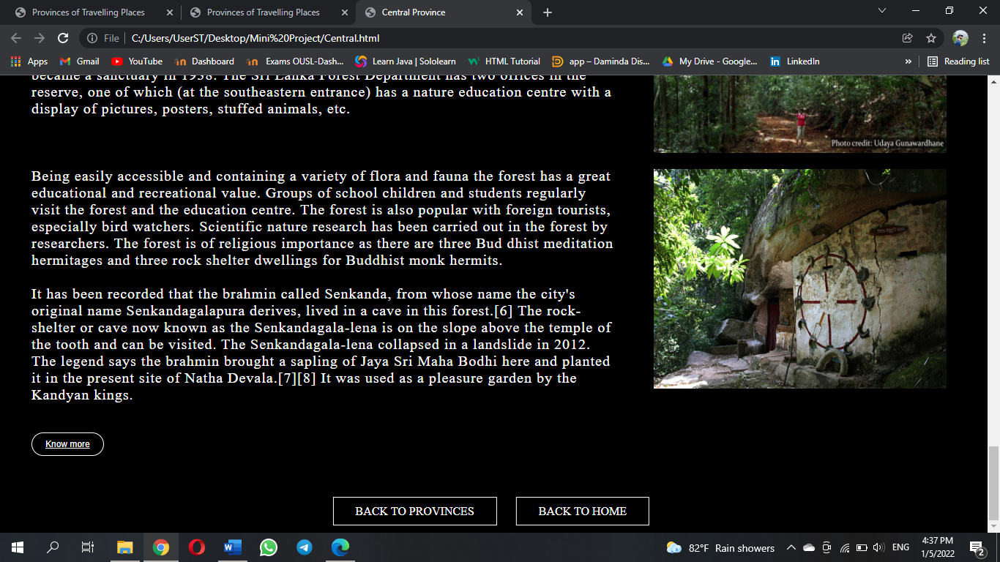 Provinces of Travelling Places
Provinces of Travelling Places
Central Province
File
C:/Users/UserST/Desktop/Mini%20Project/Central.html
Apps
Gmail
YouTube
Dashboard
Exams OUSL-Dash...
Learn Java | Sololearn
HTML Tutorial
app – Daminda Dis...
My Drive - Google...
LinkedIn
»
Reading list
became a sanctuary in 1938. The Sri Lanka Forest Department has two offices in the
reserve, one of which (at the southeastern entrance) has a nature education centre with a
display of pictures, posters, stuffed animals, etc.
Photo credit: Udaya Gunawardhane
Being easily accessible and containing a variety of flora and fauna the forest has a great
educational and recreational value. Groups of school children and students regularly
visit the forest and the education centre. The forest is also popular with foreign tourists,
especially bird watchers. Scientific nature research has been carried out in the forest by
researchers. The forest is of religious importance as there are three Bud dhist meditation
hermitages and three rock shelter dwellings for Buddhist monk hermits.
It has been recorded that the brahmin called Senkanda, from whose name the city's
original name Senkandagalapura derives, lived in a cave in this forest.[6] The rock-
shelter or cave now known as the Senkandagala-lena is on the slope above the temple of
the tooth and can be visited. The Senkandagala-lena collapsed in a landslide in 2012.
The legend says the brahmin brought a sapling of Jaya Sri Maha Bodhi here and planted
it in the present site of Natha Devala.[7][8] It was used as a pleasure garden by the
Kandyan kings.
Know more
BACK TO PROVINCES
BACK TO HOME
82°F Rain showers
ENG
4:37 PM
1/5/2022
2